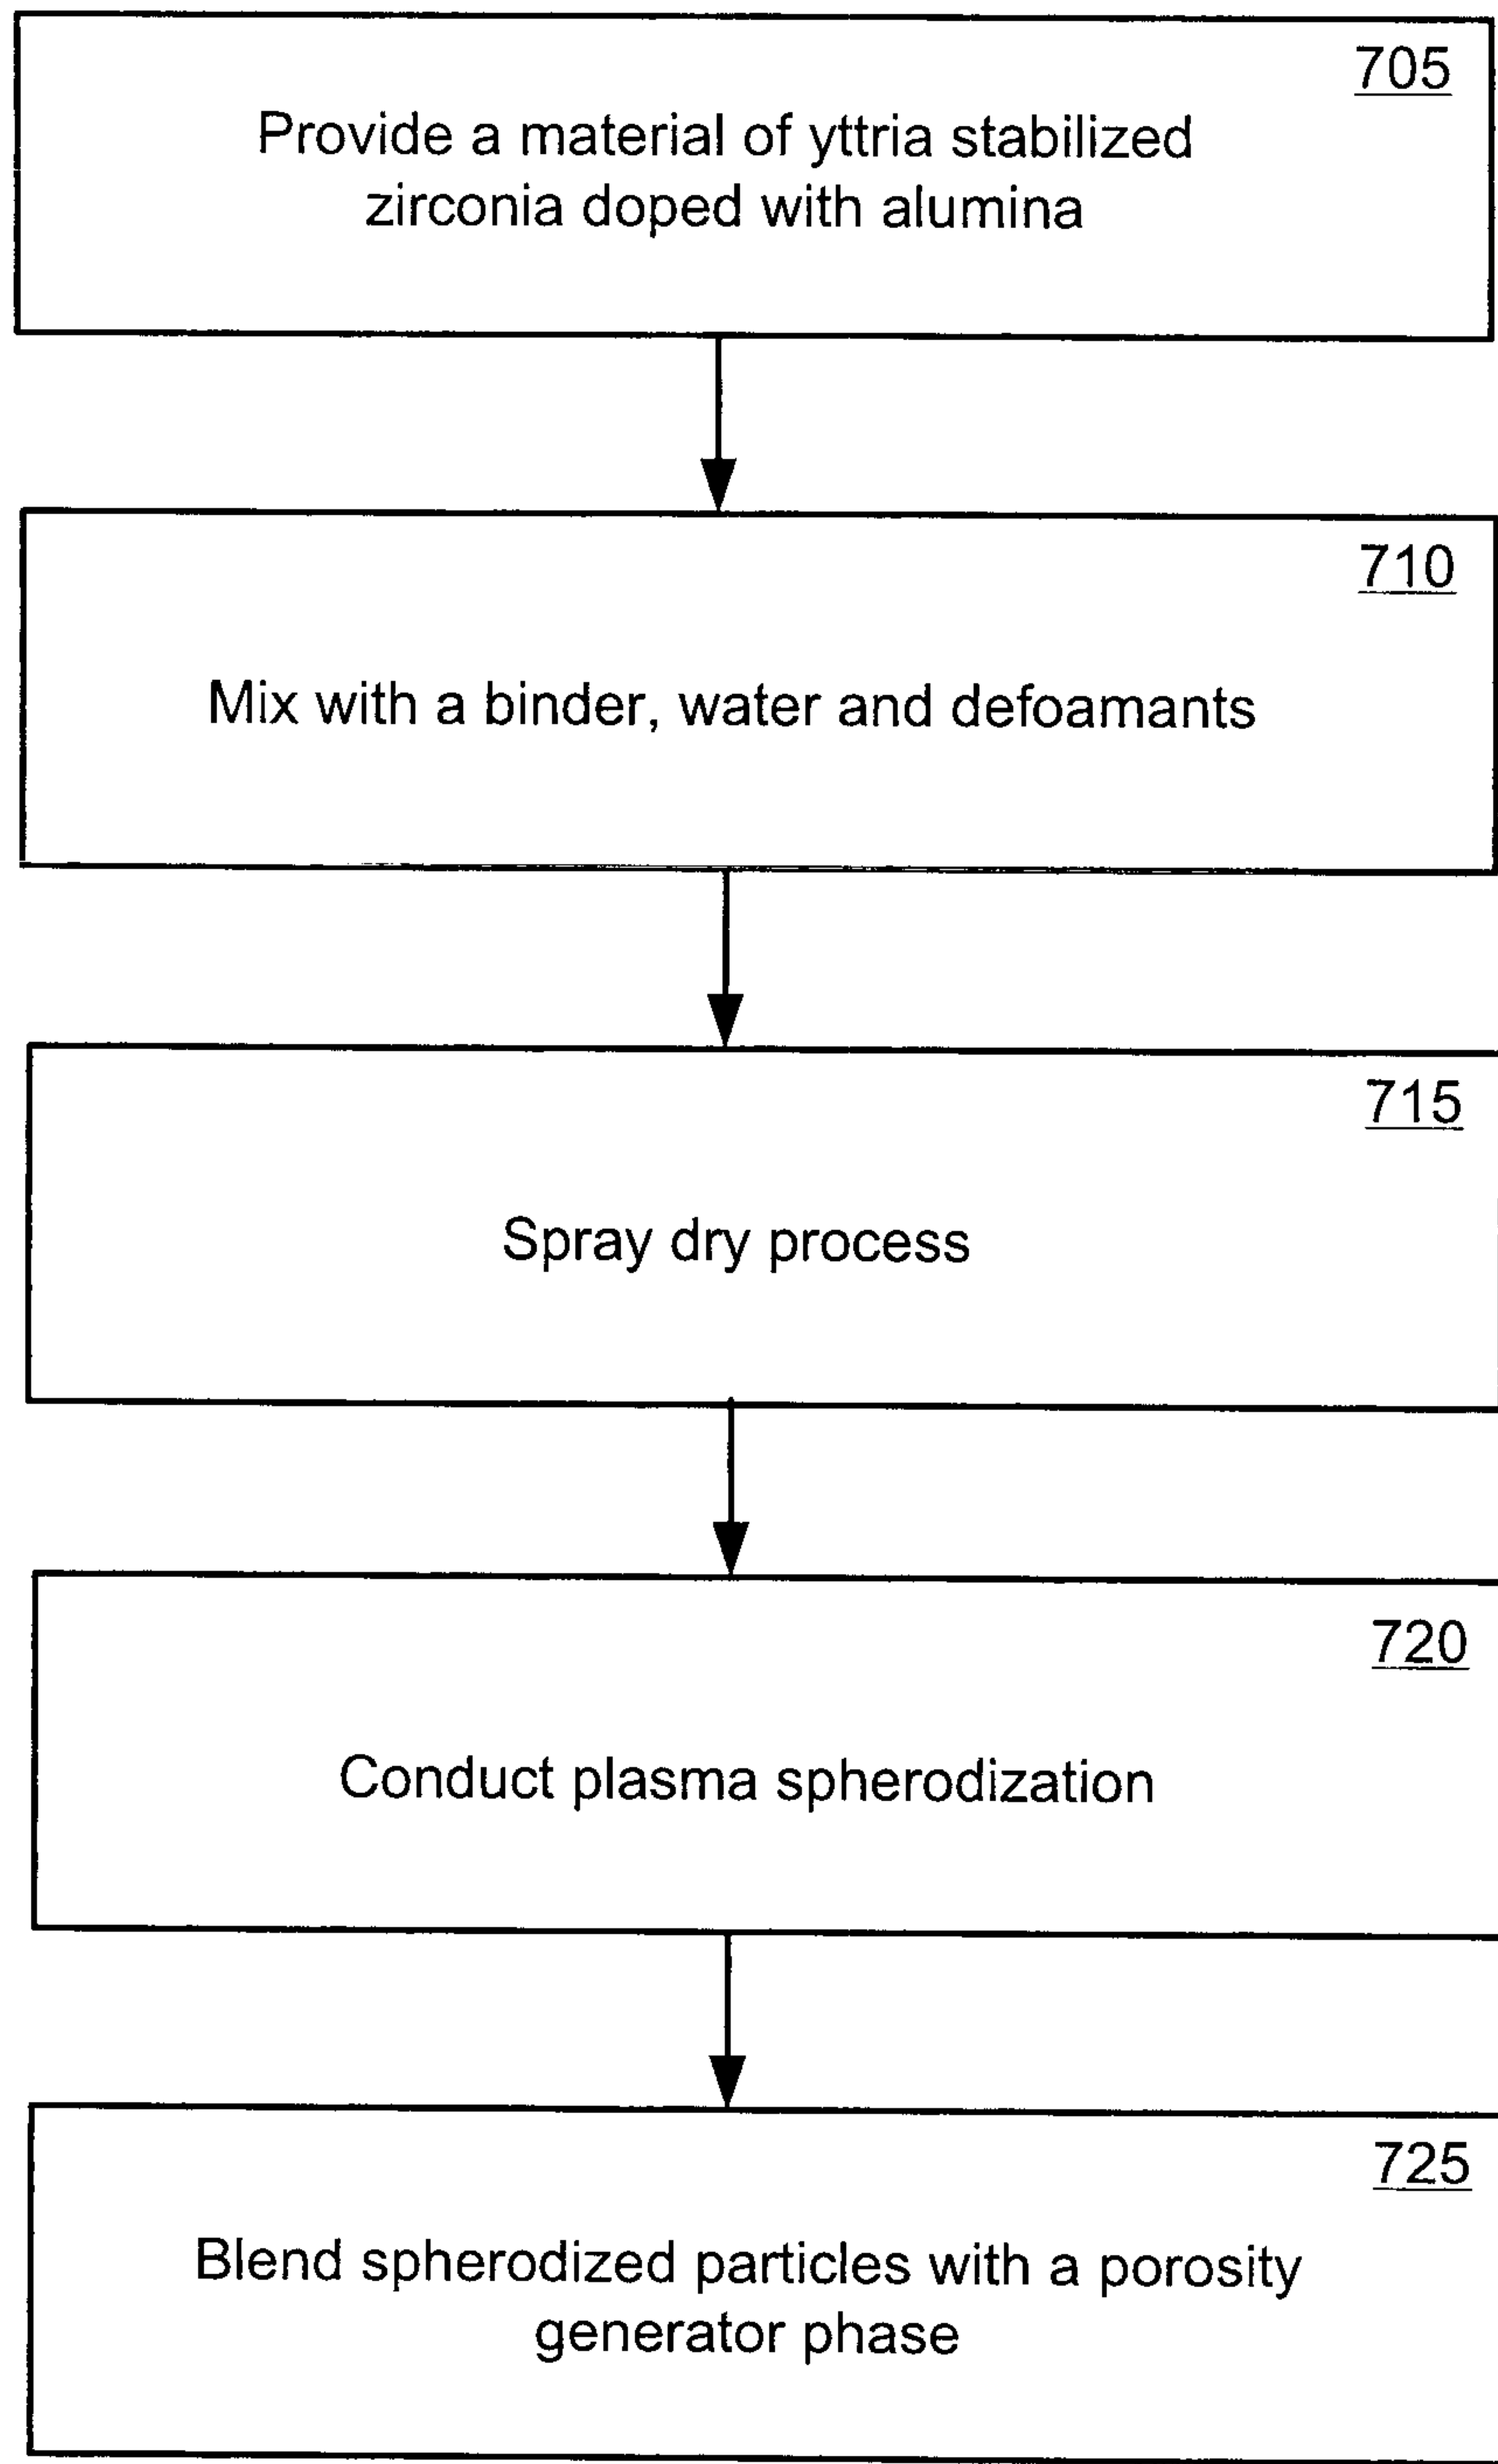 705
Provide a material of yttria stabilized
zirconia doped with alumina
710
Mix with a binder, water and defoamants
715
Spray dry process
720
Conduct plasma spherodization
725
Blend spherodized particles with a porosity
generator phase